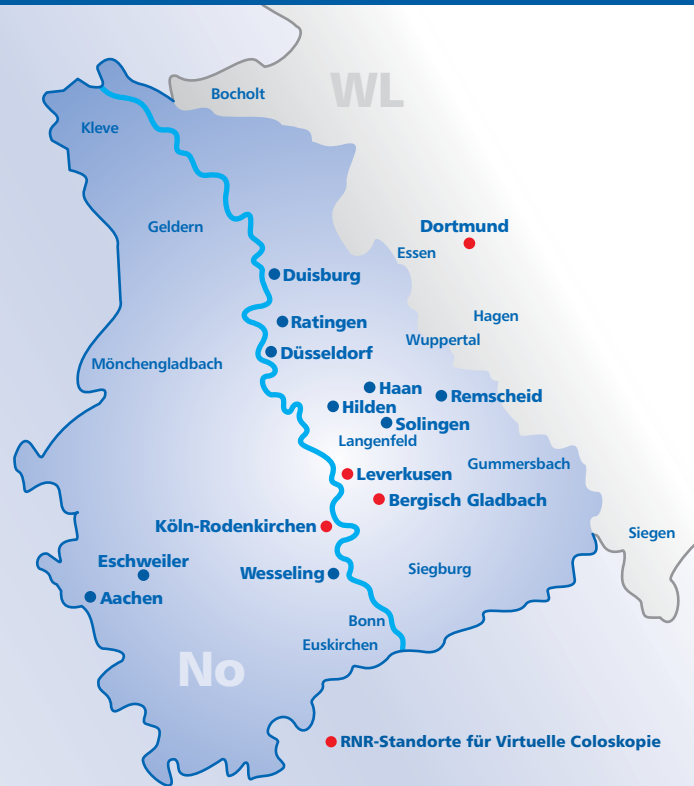 WL
Bocholt
Kleve
Geldern
Dortmund
Essen
Duisburg
Hagen
Ratingen
Wuppertal
Düsseldorf
Mönchengladbach
Haan
Remscheid
Hilden
Solingen
Langenfeld
Gummersbach
Leverkusen
Bergisch Gladbach
Köln-Rodenkirchen
Siegen
Eschweiler
Siegburg
Wesseling
Aachen
Bonn
Euskirchen
No
RNR-Standorte für Virtuelle Coloskopie